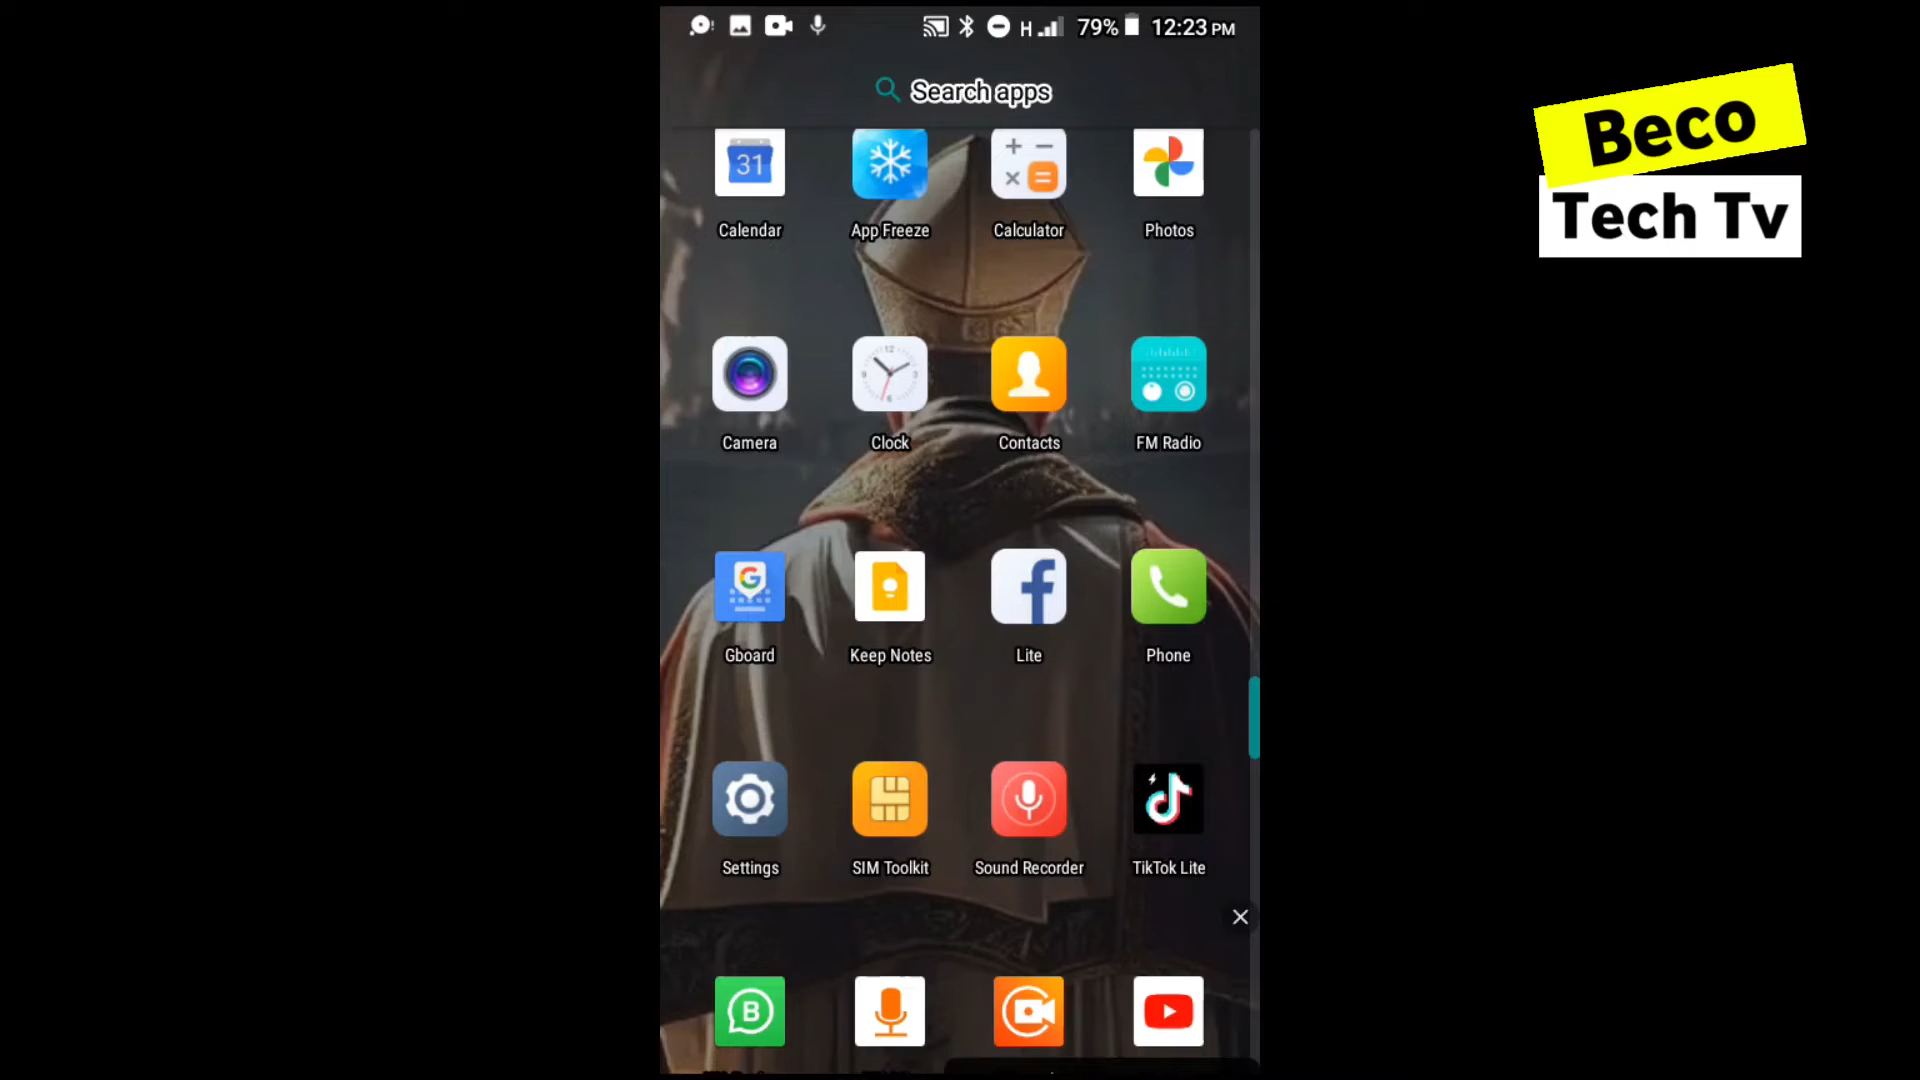 H 79% 12:23 PM
Search apps
Beco
Tech Tv
31
Calendar App Freeze Calculator Photos
Camera Clock Contacts FM Radio
Gboard Keep Notes Lite Phone
Settings SIM Toolkit Sound Recorder TikTok Lite
B